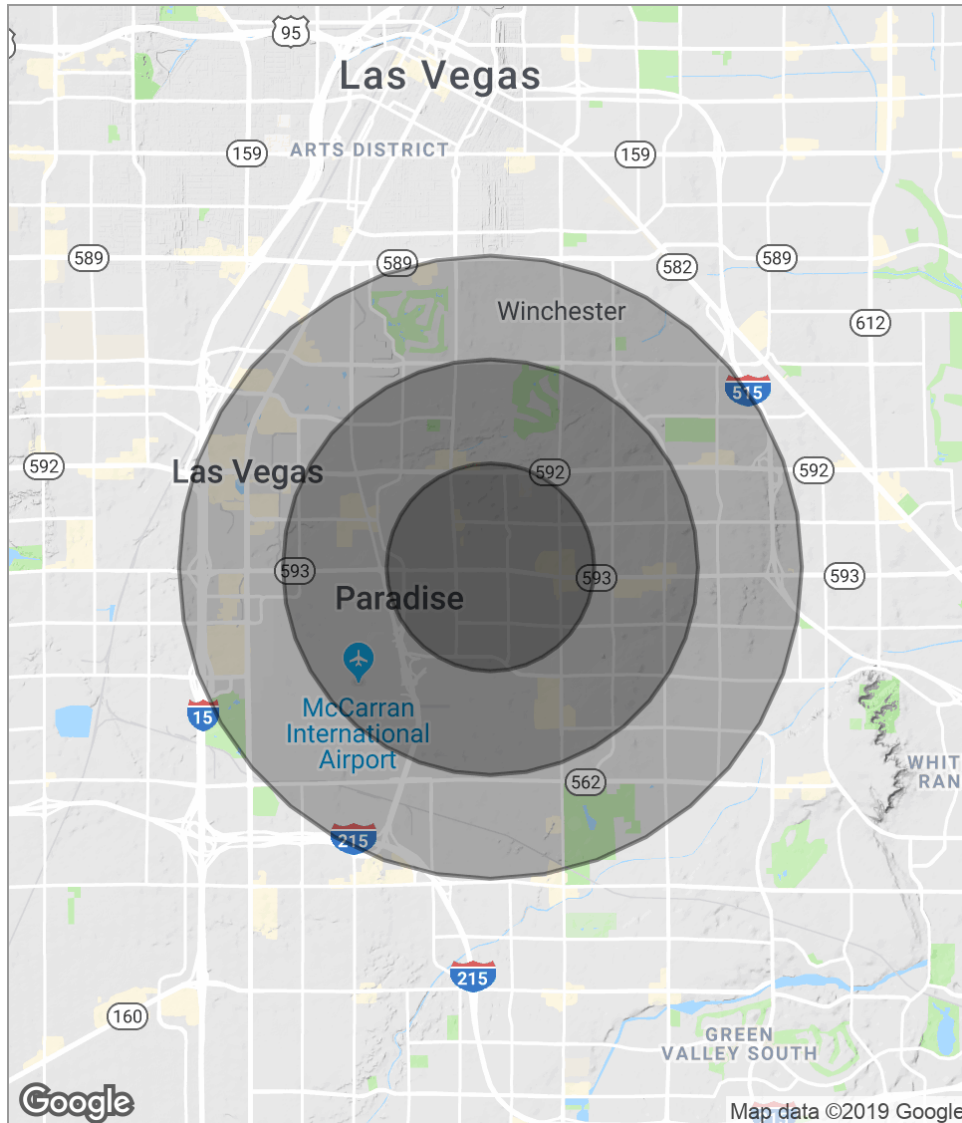 95
Las Vegas
159
ARTS DISTRICT
159
589
589
582
589
Winchester
612
515
592
Las Vegas
592
592
593
593
593
Paradise
15
McCarran
International
Airport
562
WHIT
RAN
215
215
160
GREEN
VALLEY SOUTH
Google
Map data ©2019 Google